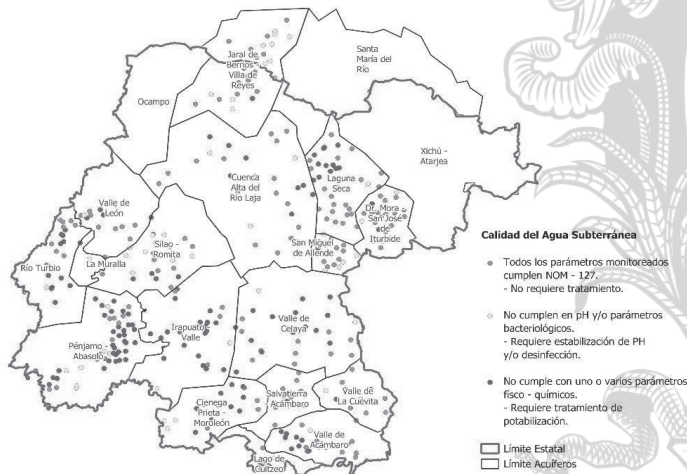 Jaral de
Berrios -
Villa de
Reyes
Santa
María del
Río
Ocampo
Xichú -
Atarjea
Cuenca
Alta del
Río Laja
Laguna
Seca
Dr. Mora -
San José
de
Iturbide
Valle de
León
Silao -
Romita
La Muralla
Río Turbio
San Miguel
de Allende
Irapuato -
Valle
Valle de
Celaya
Pénjamo -
Abasolo
Cienega
Prieta -
Moroleón
Salvatierra
Acámbaro
Valle de
La Cuevita
Valle de
Acámbaro
Lago de
Cuitzeo
Calidad del Agua Subterránea
Todos los parámetros monitoreados
cumplen NOM - 127.
- No requiere tratamiento.
No cumplen en pH y/o parámetros
bacteriológicos.
- Requiere estabilización de PH
y/o desinfección.
No cumple con uno o varios parámetros
físco - químicos.
- Requiere tratamiento de
potabilización.
Límite Estatal
Límite Acuíferos